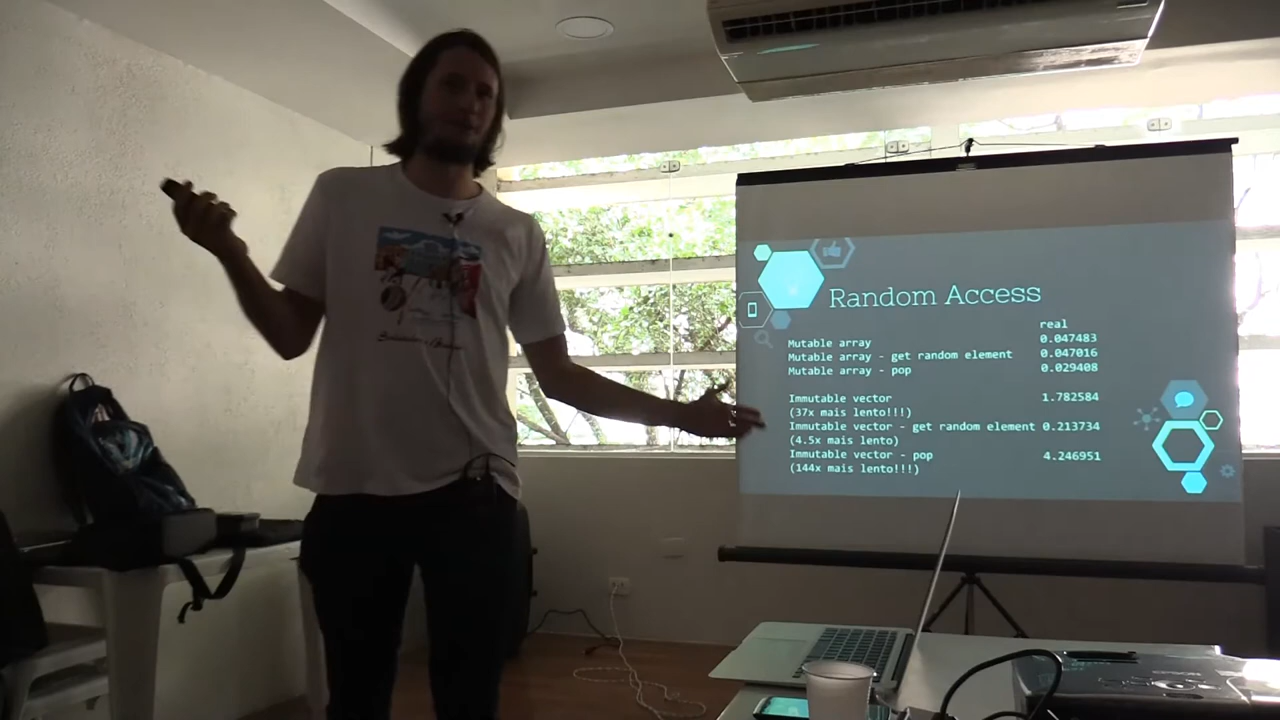 Random Access
real
Mutable array 0.047483
Mutable array - get random element 0.047016
Mutable array - pop 0.029408
Immutable vector 1.782584
(37x mais lento!!!)
Immutable vector - get random element 0.213734
(4.5x mais lento)
Immutable vector - pop 4.246951
(144x mais lento!!!)